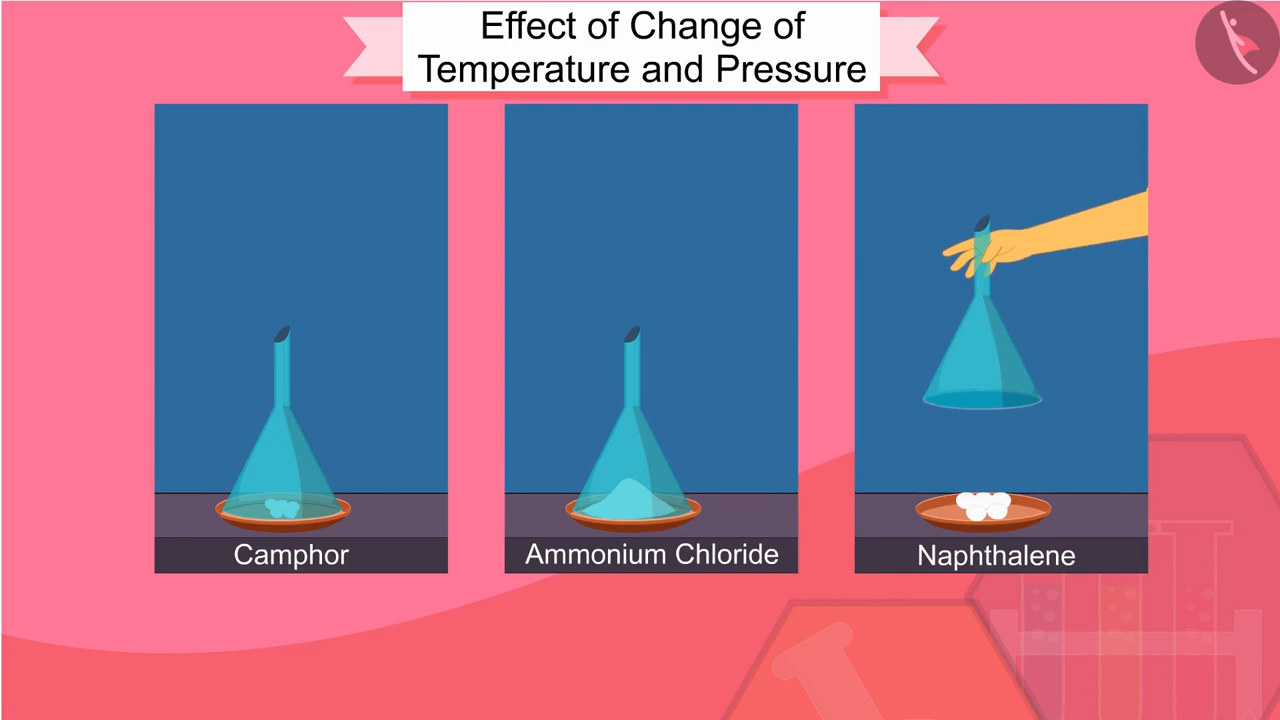 Effect of Change of
Temperature and Pressure
Camphor
Ammonium Chloride
Naphthalene